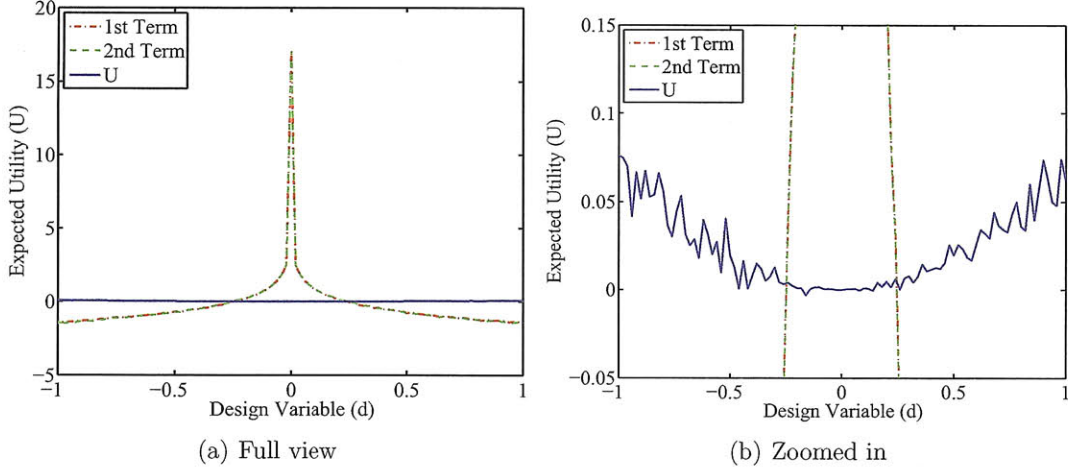 20
15
10
5
0
−5
−1
−0.5
0
0.5
1
Expected Utility (U)
Design Variable (d)
1st Term
2nd Term
U
(a) Full view
0.15
0.1
0.05
0
−0.05
−1
−0.5
0
0.5
1
Expected Utility (U)
Design Variable (d)
1st Term
2nd Term
U
(b) Zoomed in